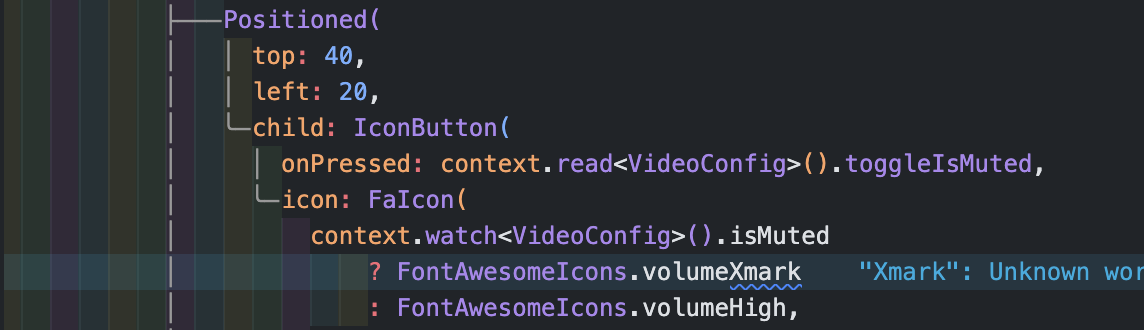 Positioned(
top: 40,
left: 20,
child: IconButton(
onPressed: context.read<VideoConfig>().toggleIsMuted,
icon: FaIcon(
context.watch<VideoConfig>().isMuted
? FontAwesomeIcons.volumeXmark "Xmark": Unknown wor
: FontAwesomeIcons.volumeHigh,